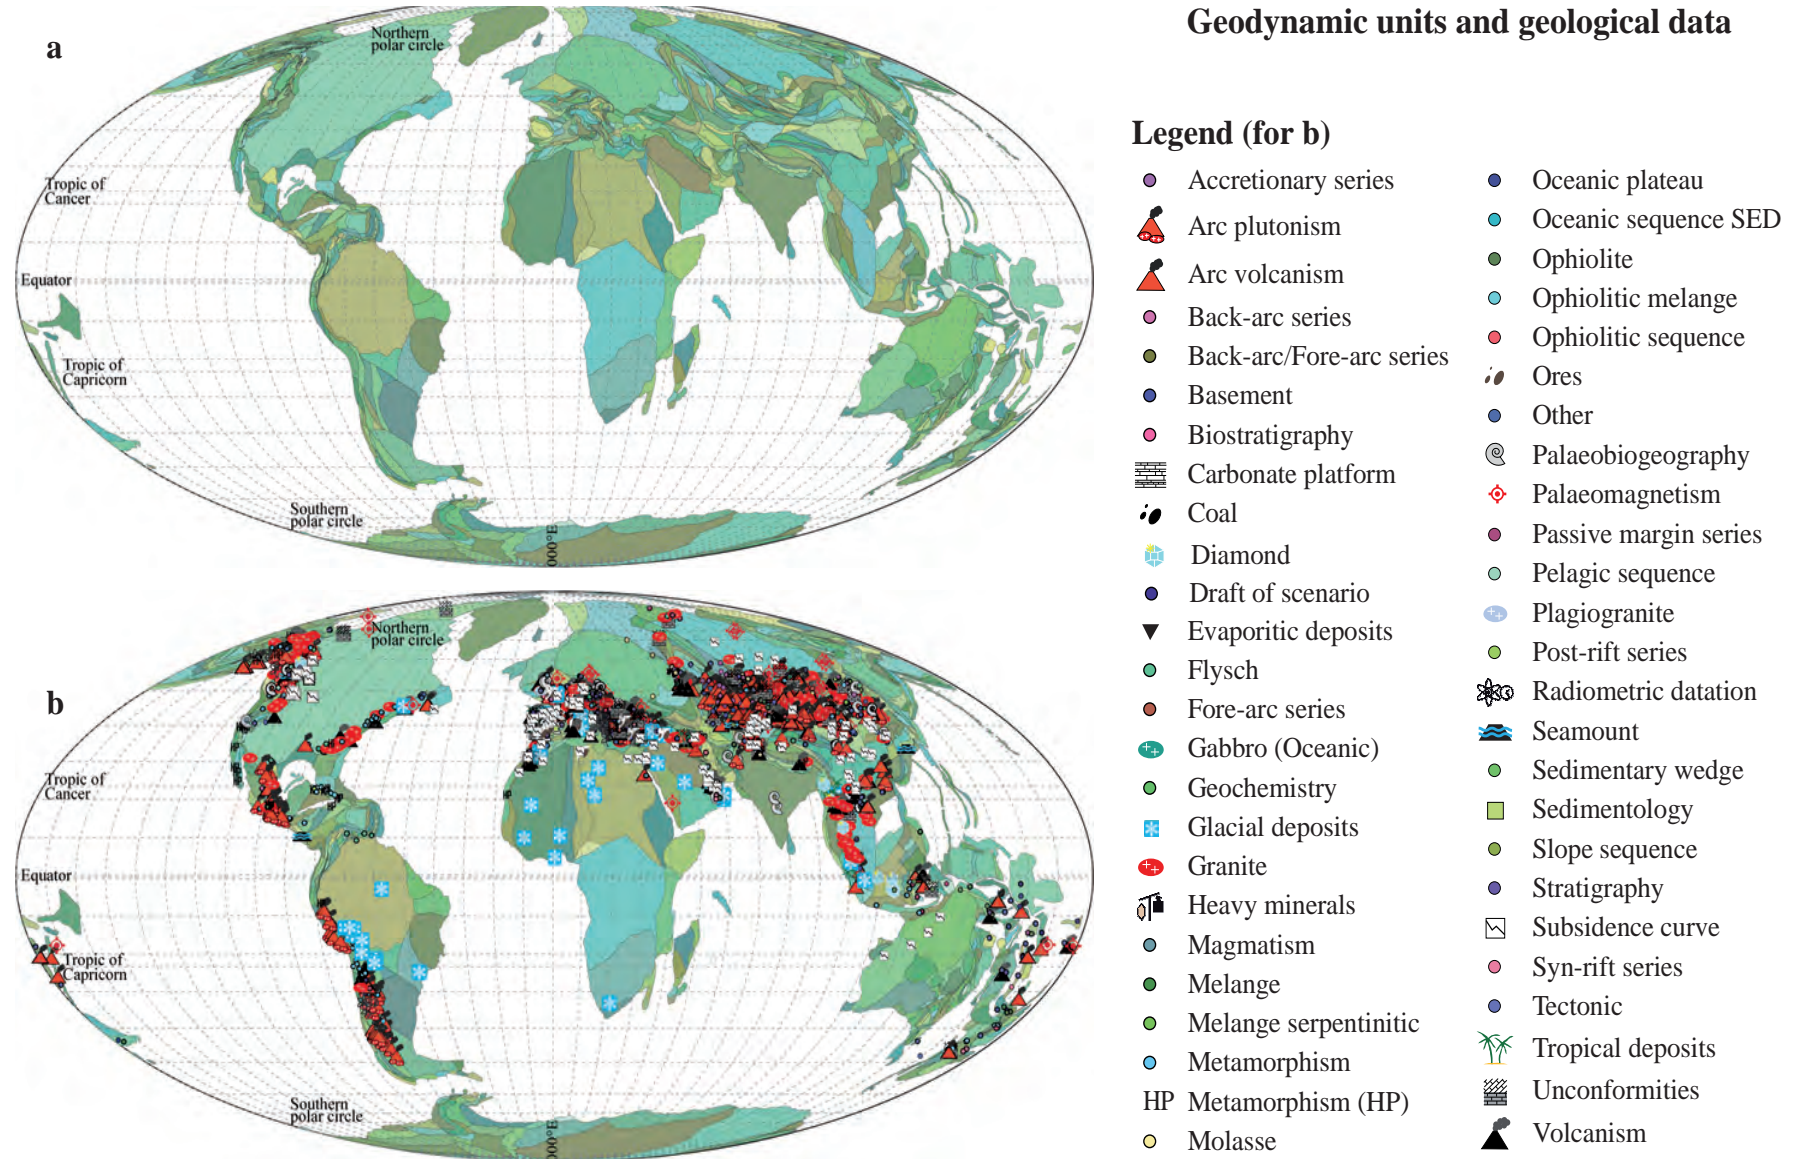 Geodynamic units and geological data
a
Northern
polar circle
Tropic of
Cancer
Equator
Tropic of
Capricorn
Southern
polar circle
000°E
b
Northern
polar circle
Tropic of
Cancer
Equator
Tropic of
Capricorn
Southern
polar circle
000°E
Legend (for b)
Accretionary series
Arc plutonism
Arc volcanism
Back-arc series
Back-arc/Fore-arc series
Basement
Biostratigraphy
Carbonate platform
Coal
Diamond
Draft of scenario
Evaporitic deposits
Flysch
Fore-arc series
Gabbro (Oceanic)
Geochemistry
Glacial deposits
Granite
Heavy minerals
Magmatism
Melange
Melange serpentinitic
Metamorphism
HP Metamorphism (HP)
Molasse
Oceanic plateau
Oceanic sequence SED
Ophiolite
Ophiolitic melange
Ophiolitic sequence
Ores
Other
Palaeobiogeography
Palaeomagnetism
Passive margin series
Pelagic sequence
Plagiogranite
Post-rift series
Radiometric datation
Seamount
Sedimentary wedge
Sedimentology
Slope sequence
Stratigraphy
Subsidence curve
Syn-rift series
Tectonic
Tropical deposits
Unconformities
Volcanism